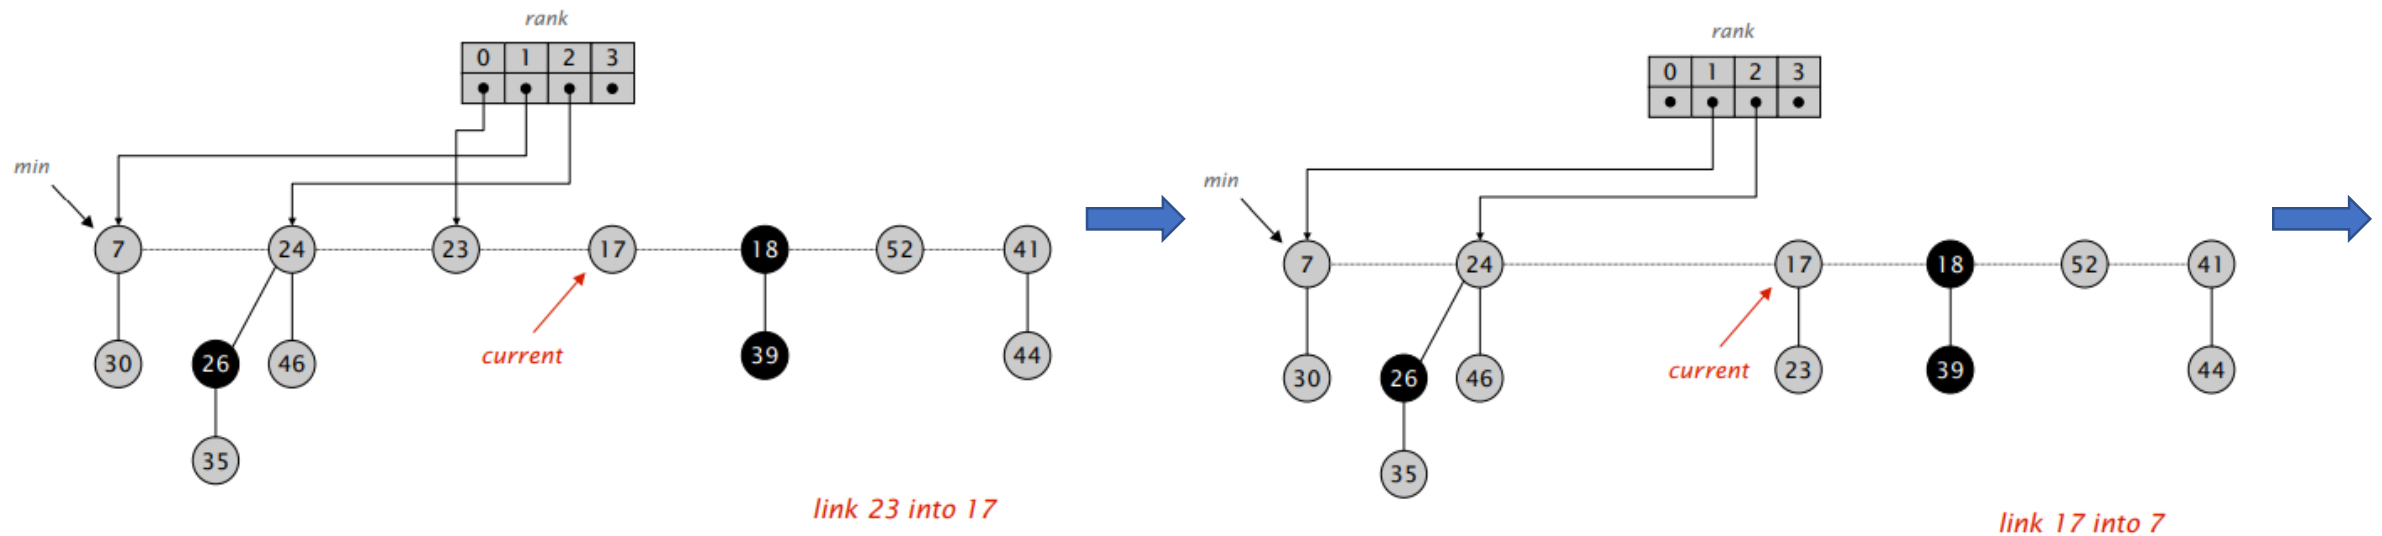 rank
0 1 2 3
min
7 24 23 17 18 52 41
current
30 26 46 39 44
35
link 23 into 17
rank
0 1 2 3
min
7 24 17 18 52 41
current
30 26 46 23 39 44
35
link 17 into 7